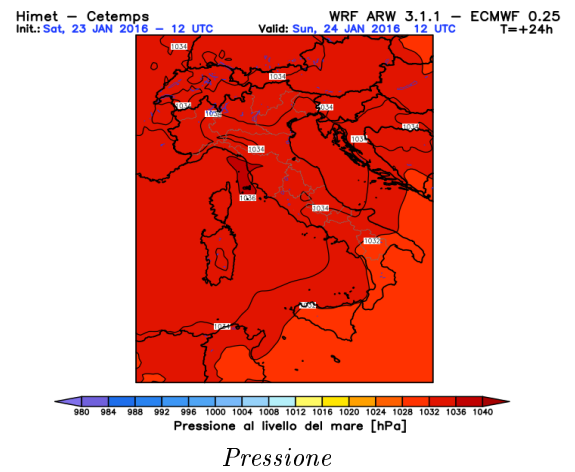 Himet – Cetemps WRF ARW 3.1.1 – ECMWF 0.25
Init.: Sat, 23 JAN 2016 – 12 UTC Valid: Sun, 24 JAN 2016 12 UTC T=+24h
1034
1034
1034
1034
1034
1034
1036
1034
1032
980 984 988 992 996 1000 1004 1008 1012 1016 1020 1024 1028 1032 1036 1040
Pressione al livello del mare [hPa]
Pressione